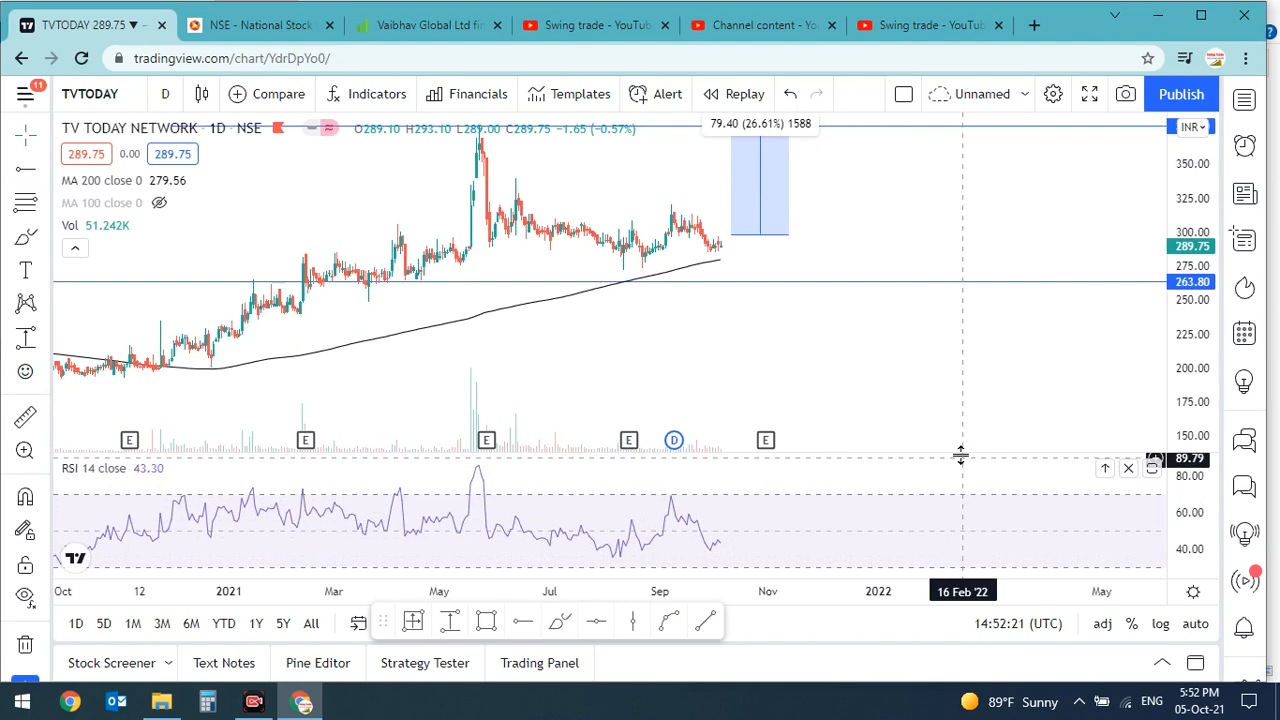 TVTODAY 289.75 ▼ −
NSE - National Stock
Vaibhav Global Ltd fin
Swing trade - YouTube
Channel content - You
Swing trade - YouTube
tradingview.com/chart/YdrDpYo0/
11
TVTODAY D Compare Indicators Financials Templates Alert Replay Unnamed Publish
TV TODAY NETWORK · 1D · NSE O289.10 H293.10 L289.00 C289.75 −1.65 (−0.57%)
79.40 (26.61%) 1588
INR
289.75 0.00 289.75
MA 200 close 0 279.56
MA 100 close 0
Vol 51.242K
350.00
325.00
300.00
289.75
275.00
263.80
250.00
225.00
200.00
175.00
150.00
E E E E D E
89.79
RSI 14 close 43.30
80.00
60.00
40.00
Oct 12 2021 Mar May Jul Sep Nov 2022 16 Feb '22 May
1D 5D 1M 3M 6M YTD 1Y 5Y All 14:52:21 (UTC) adj % log auto
Stock Screener Text Notes Pine Editor Strategy Tester Trading Panel
89°F Sunny ENG 5:52 PM
05-Oct-21